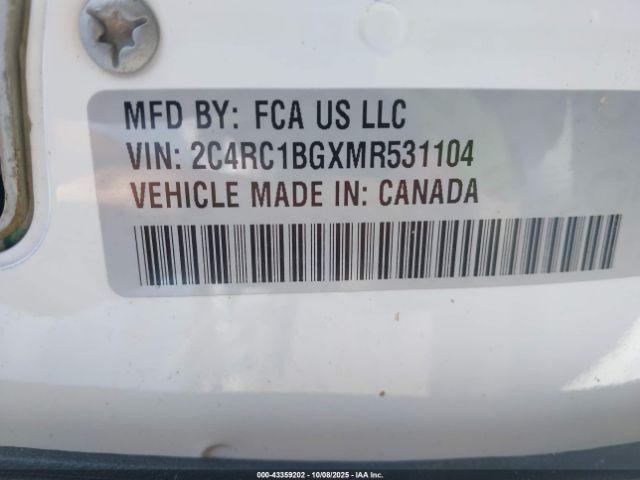 MFD BY: FCA US LLC
VIN: 2C4RC1BGXMR531104
VEHICLE MADE IN: CANADA
000-43359202 - 10/08/2025 - IAA Inc.